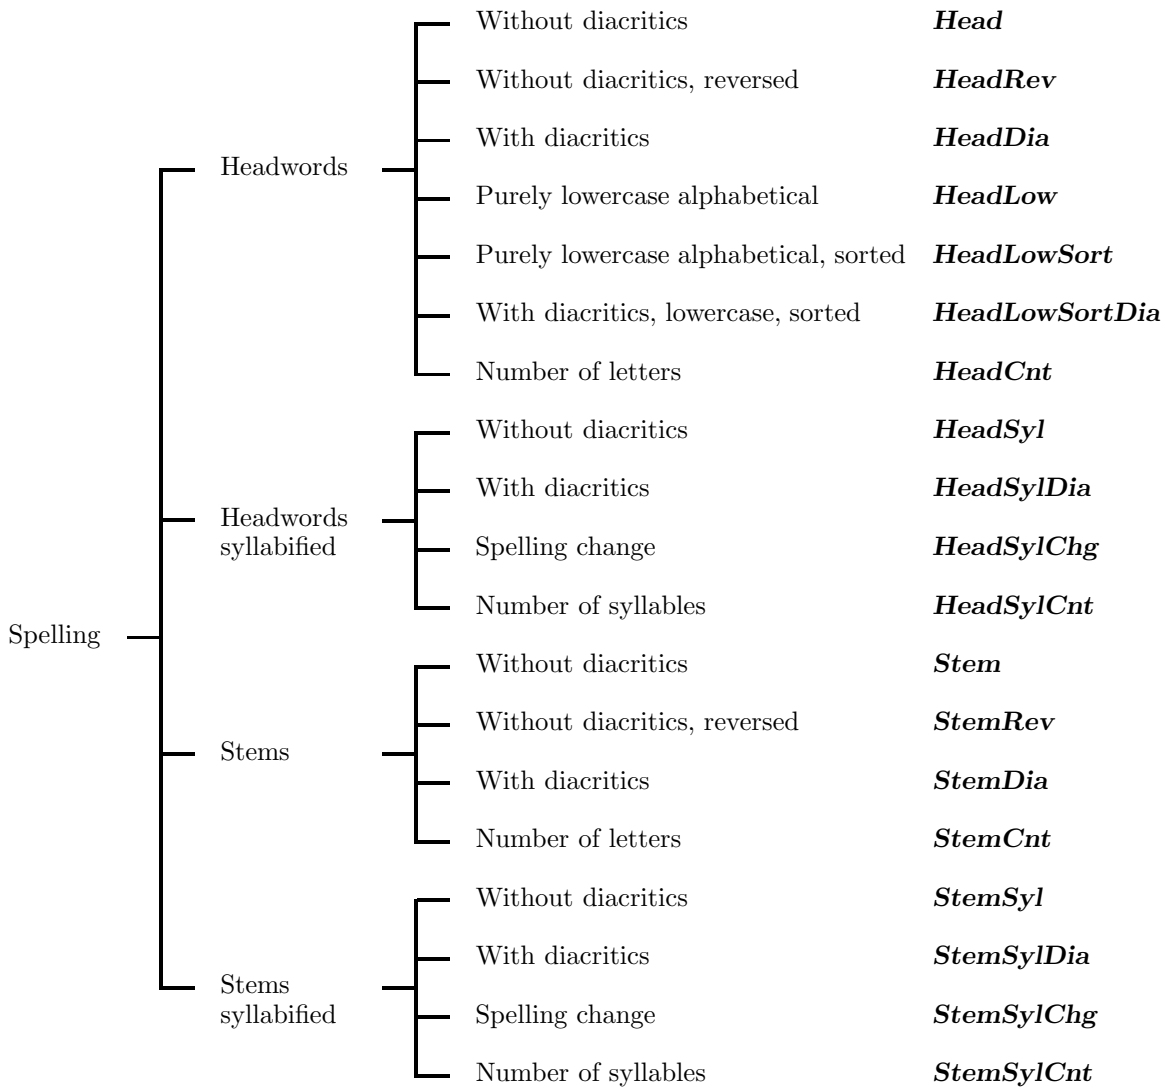 Without diacritics Head
Without diacritics, reversed HeadRev
With diacritics HeadDia
Headwords
Purely lowercase alphabetical HeadLow
Purely lowercase alphabetical, sorted HeadLowSort
With diacritics, lowercase, sorted HeadLowSortDia
Number of letters HeadCnt
Without diacritics HeadSyl
With diacritics HeadSylDia
Headwords
syllabified
Spelling change HeadSylChg
Number of syllables HeadSylCnt
Spelling
Without diacritics Stem
Without diacritics, reversed StemRev
Stems
With diacritics StemDia
Number of letters StemCnt
Without diacritics StemSyl
With diacritics StemSylDia
Stems
syllabified
Spelling change StemSylChg
Number of syllables StemSylCnt